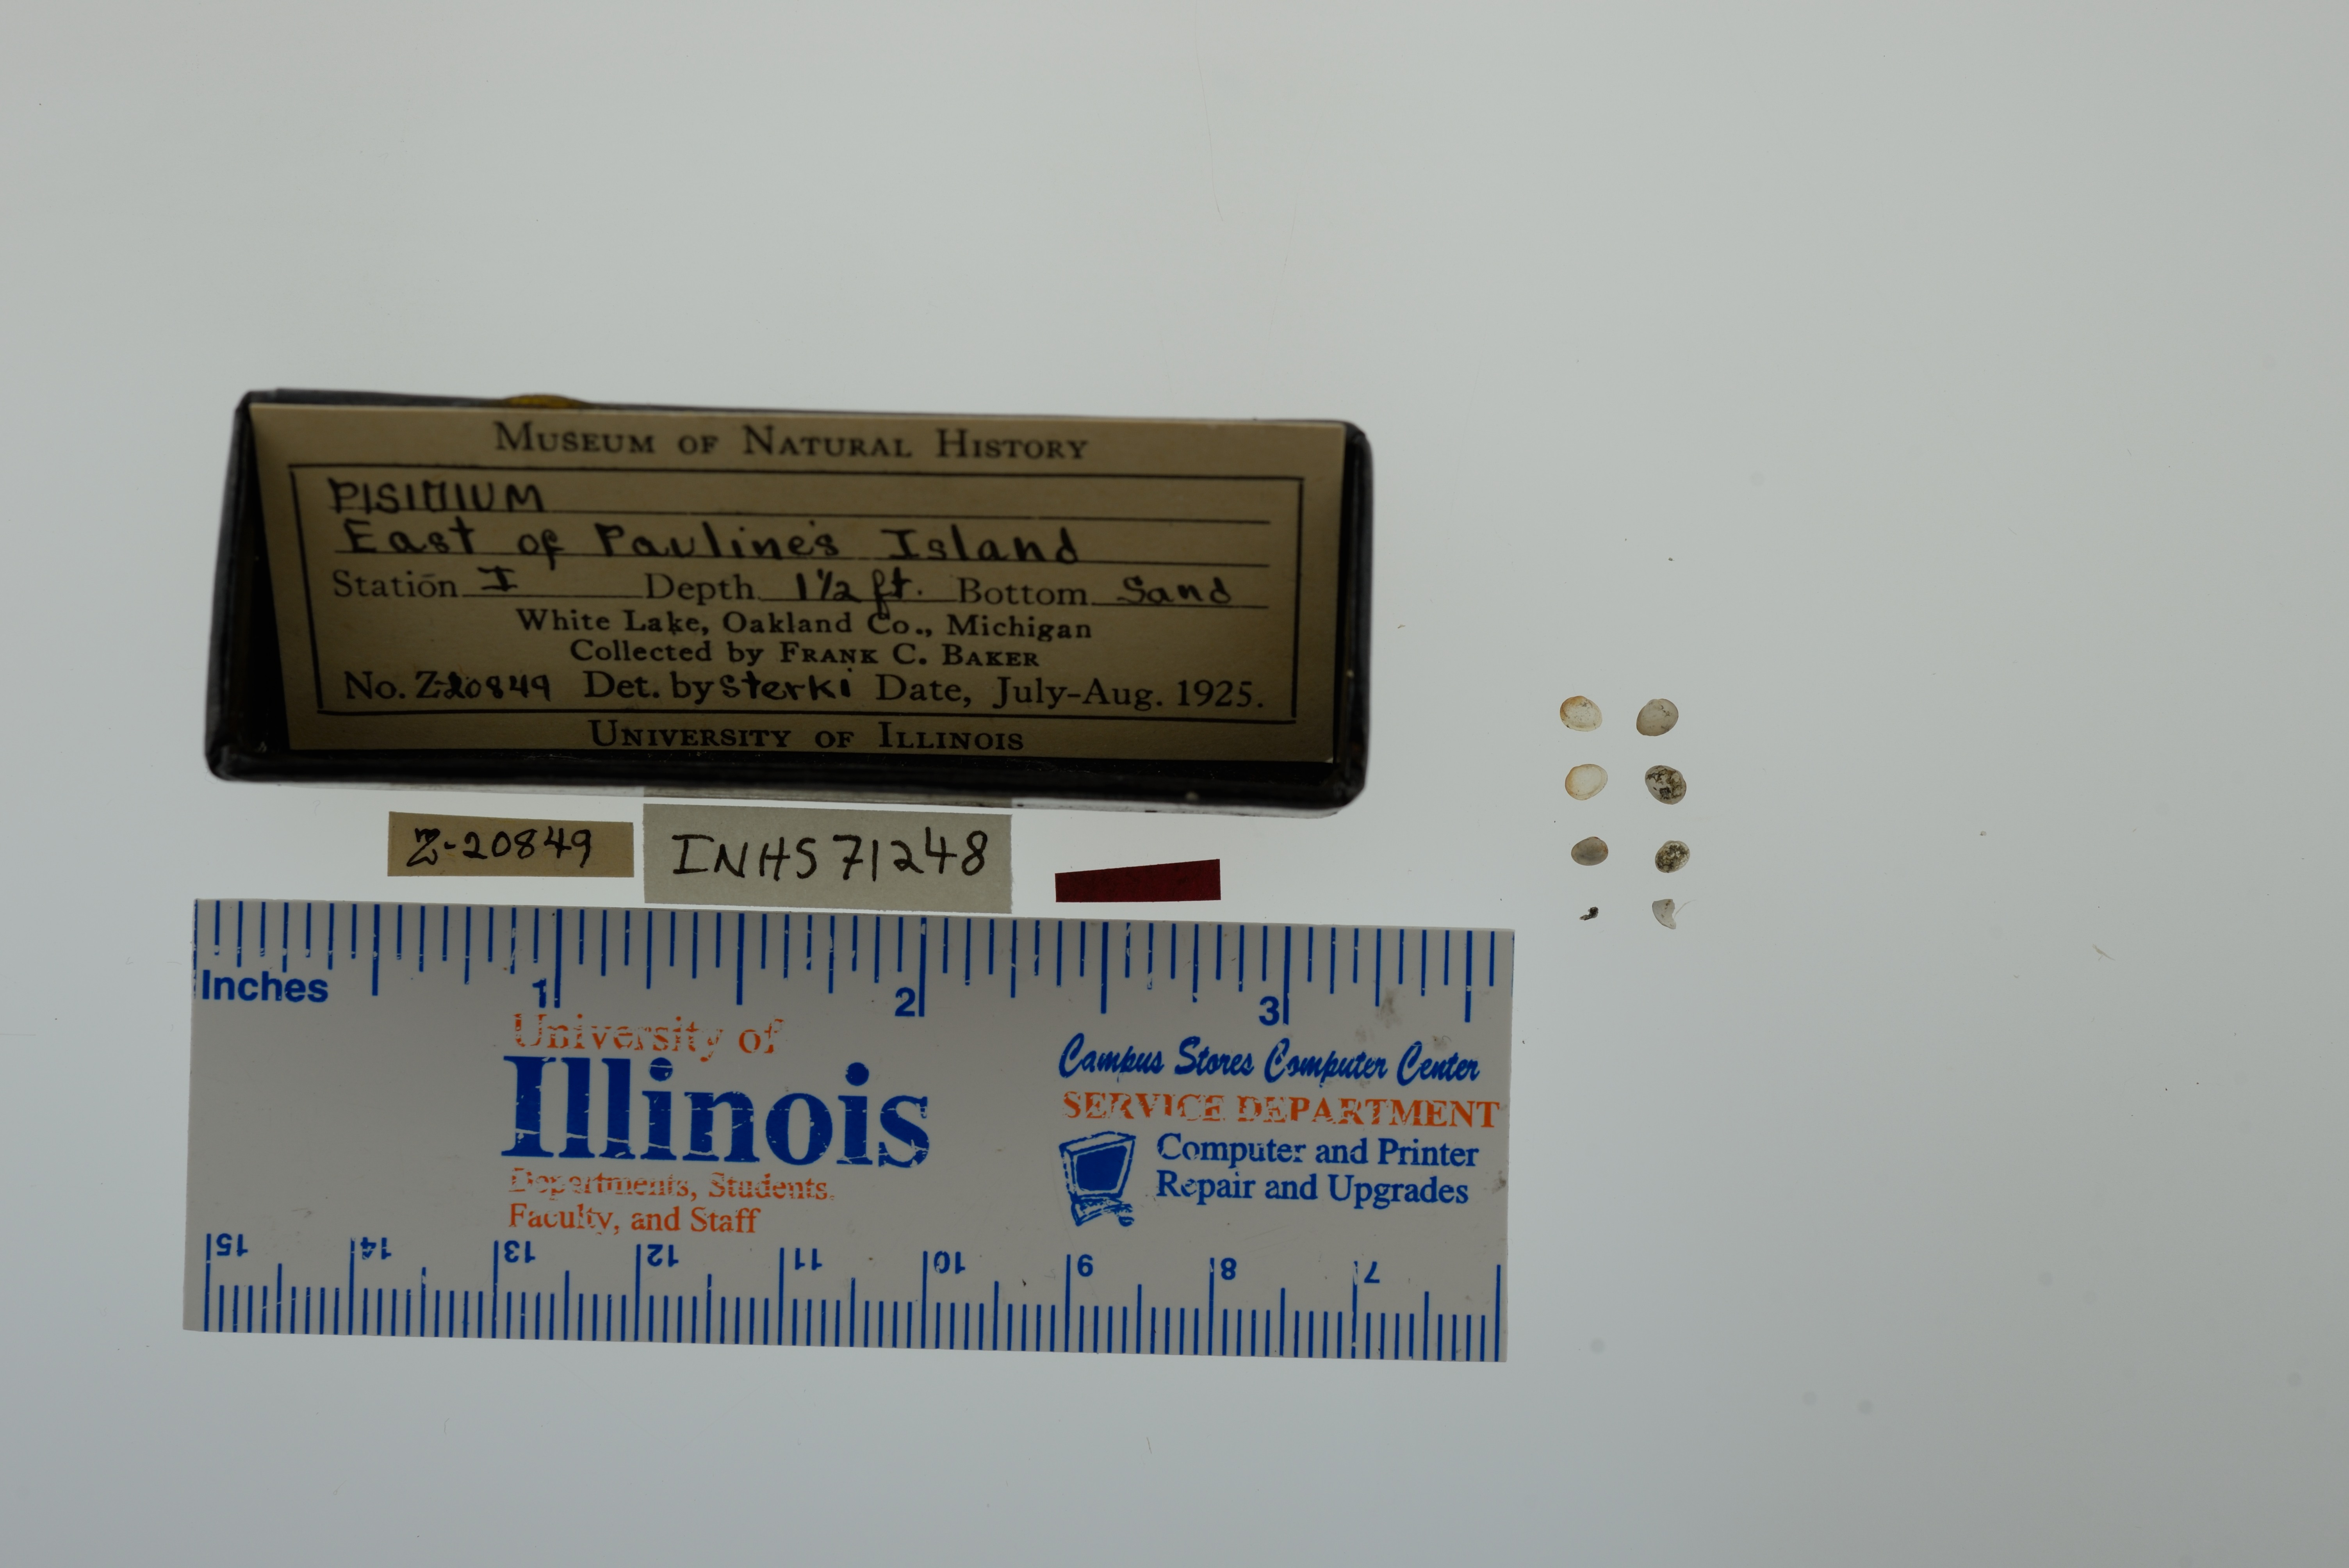 MUSEUM OF NATURAL HISTORY
PISIDIUM
East of Pauline's Island
Station I Depth 1½ ft. Bottom Sand
White Lake, Oakland Co., Michigan
Collected by FRANK C. BAKER
No. Z-20849 Det. by Sterki Date, July-Aug. 1925.
UNIVERSITY OF ILLINOIS
Z-20849
INHS 71248
Inches 1 2 3
University of
Illinois
Departments, Students,
Faculty, and Staff
Campus Stores Computer Center
SERVICE DEPARTMENT
Computer and Printer
Repair and Upgrades
15 14 13 12 11 10 9 8 7